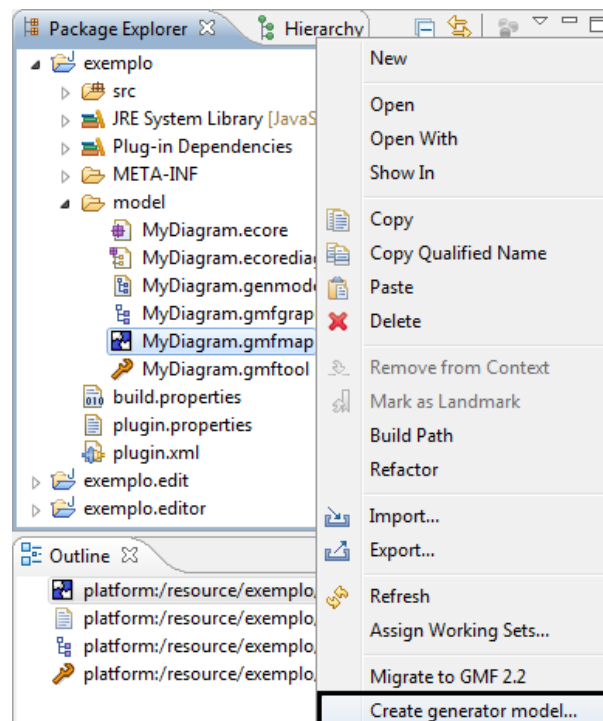 Package Explorer
Hierarchy
exemplo
src
JRE System Library [JavaS
Plug-in Dependencies
META-INF
model
MyDiagram.ecore
MyDiagram.ecoredia
MyDiagram.genmod
MyDiagram.gmfgrap
MyDiagram.gmfmap
MyDiagram.gmftool
build.properties
plugin.properties
plugin.xml
exemplo.edit
exemplo.editor
Outline
platform:/resource/exemplo
platform:/resource/exemplo
platform:/resource/exemplo
platform:/resource/exemplo
New
Open
Open With
Show In
Copy
Copy Qualified Name
Paste
Delete
Remove from Context
Mark as Landmark
Build Path
Refactor
Import...
Export...
Refresh
Assign Working Sets...
Migrate to GMF 2.2
Create generator model...